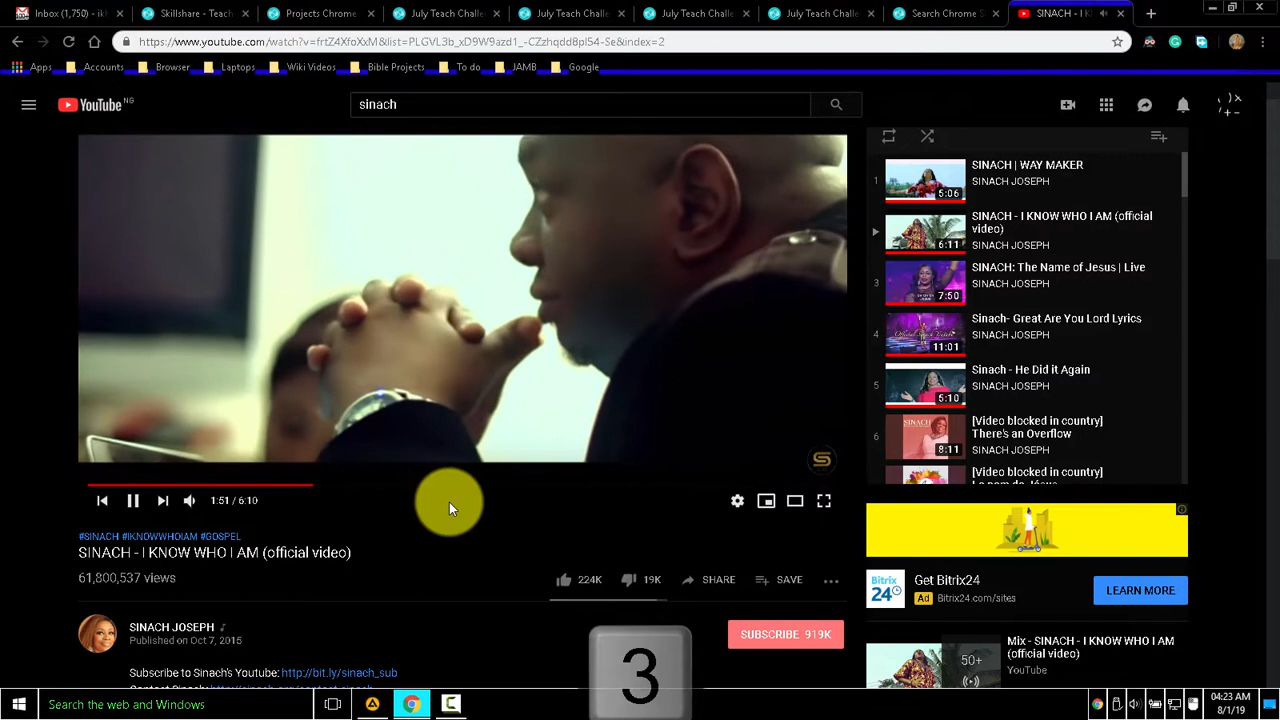 Inbox (1,750) - ik
Skillshare - Teac
Projects Chrome
July Teach Challe
July Teach Challe
July Teach Challe
July Teach Challe
Search Chrome S
SINACH - I K
https://www.youtube.com/watch?v=frtZ4XfoXxM&list=PLGVL3b_xD9W9azd1_-CZzhqdd8pl54-Se&index=2
Apps
Accounts
Browser
Laptops
Wiki Videos
Bible Projects
To do
JAMB
Google
YouTube NG
sinach
1 SINACH | WAY MAKER
SINACH JOSEPH
5:06
SINACH - I KNOW WHO I AM (official
video)
SINACH JOSEPH
6:11
3 SINACH: The Name of Jesus | Live
SINACH JOSEPH
7:50
4 Sinach- Great Are You Lord Lyrics
SINACH JOSEPH
11:01
5 Sinach - He Did it Again
SINACH JOSEPH
5:10
6 [Video blocked in country]
There's an Overflow
SINACH JOSEPH
8:11
[Video blocked in country]
S
1:51 / 6:10
#SINACH #IKNOWWHOIAM #GOSPEL
SINACH - I KNOW WHO I AM (official video)
61,800,537 views
224K
19K
SHARE
SAVE
SINACH JOSEPH
Published on Oct 7, 2015
SUBSCRIBE 919K
Subscribe to Sinach's Youtube: http://bit.ly/sinach_sub
3
Bitrix
24
Get Bitrix24
Ad Bitrix24.com/sites
LEARN MORE
50+
Mix - SINACH - I KNOW WHO I AM
(official video)
YouTube
Search the web and Windows
04:23 AM
8/1/19